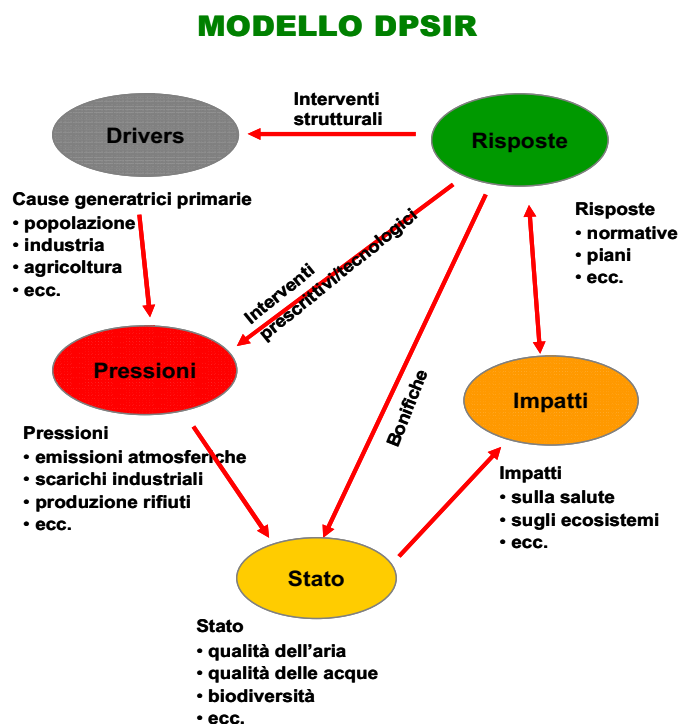 MODELLO DPSIR
Interventi
strutturali
Drivers
Risposte
Cause generatrici primarie
• popolazione
• industria
• agricoltura
• ecc.
Risposte
• normative
• piani
• ecc.
Interventi
prescrittivi/tecnologici
Bonifiche
Pressioni
Impatti
Pressioni
• emissioni atmosferiche
• scarichi industriali
• produzione rifiuti
• ecc.
Impatti
• sulla salute
• sugli ecosistemi
• ecc.
Stato
Stato
• qualità dell'aria
• qualità delle acque
• biodiversità
• ecc.